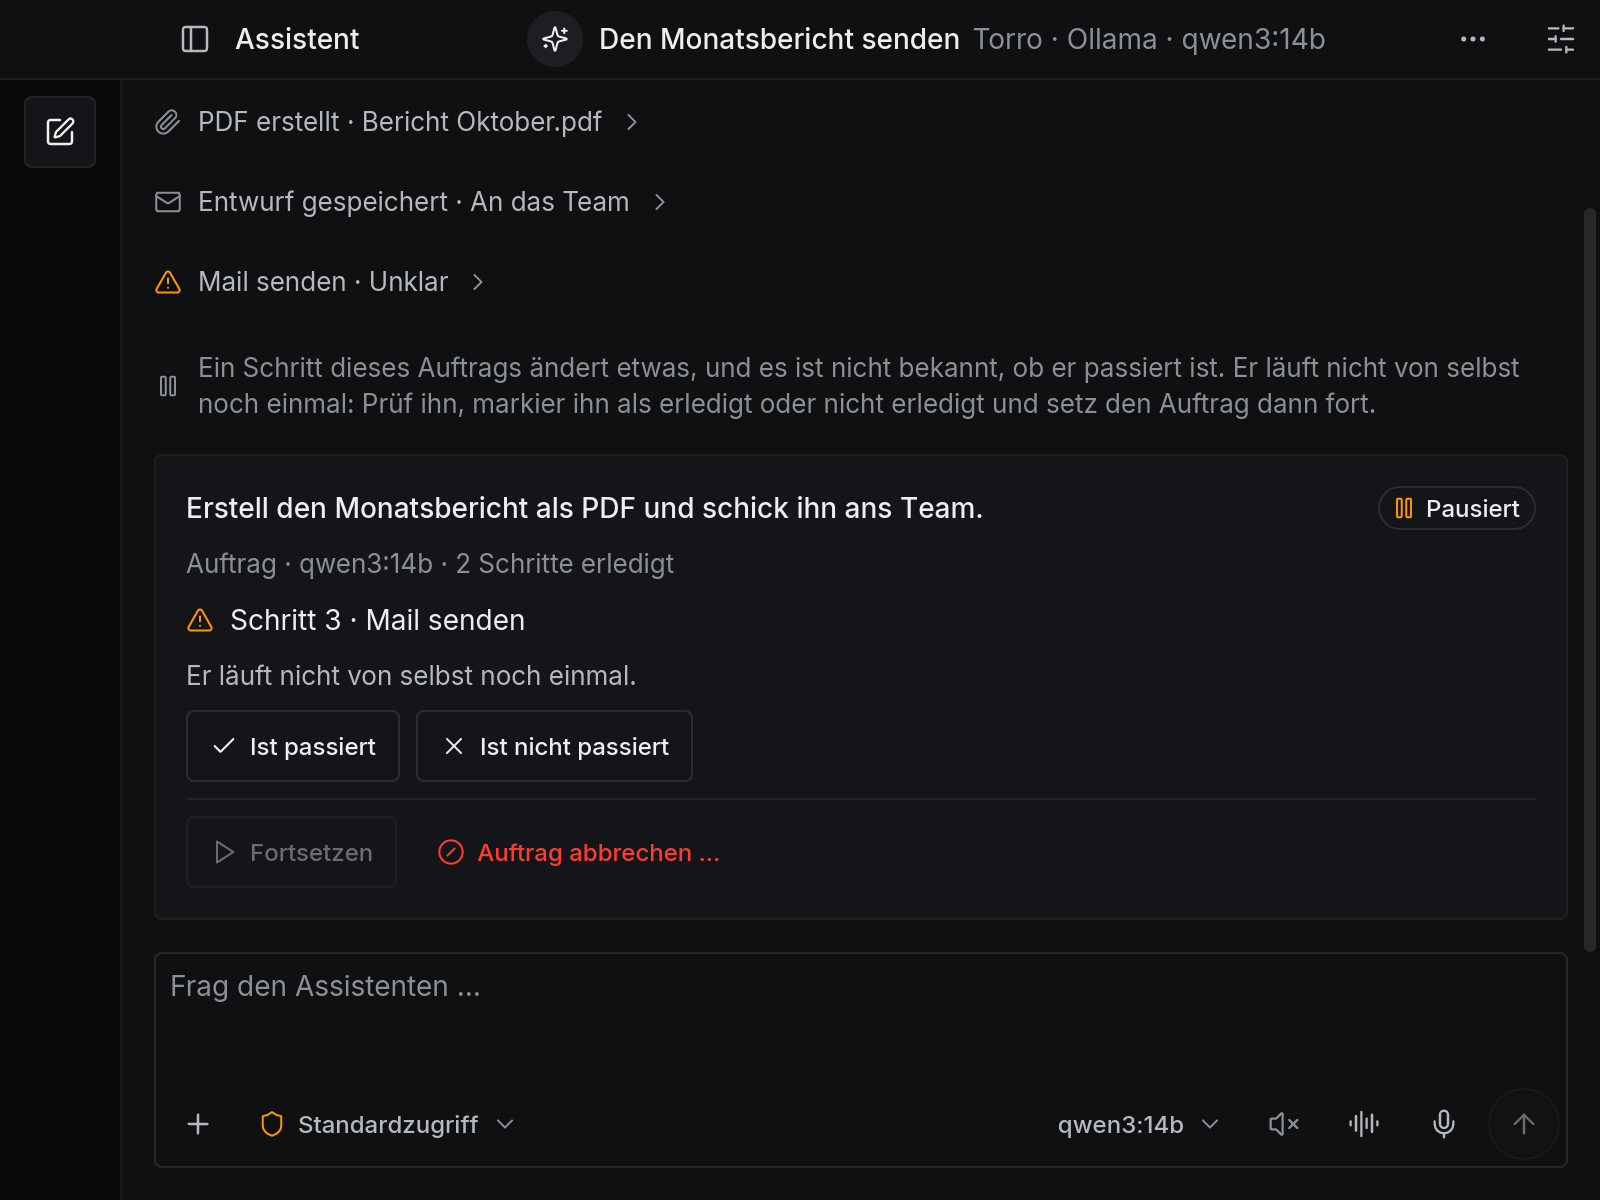 Assistent
Den Monatsbericht senden Torro · Ollama · qwen3:14b
PDF erstellt · Bericht Oktober.pdf
Entwurf gespeichert · An das Team
Mail senden · Unklar
Ein Schritt dieses Auftrags ändert etwas, und es ist nicht bekannt, ob er passiert ist. Er läuft nicht von selbst
noch einmal: Prüf ihn, markier ihn als erledigt oder nicht erledigt und setz den Auftrag dann fort.
Erstell den Monatsbericht als PDF und schick ihn ans Team.
Pausiert
Auftrag · qwen3:14b · 2 Schritte erledigt
Schritt 3 · Mail senden
Er läuft nicht von selbst noch einmal.
Ist passiert
Ist nicht passiert
Fortsetzen
Auftrag abbrechen ...
Frag den Assistenten ...
Standardzugriff
qwen3:14b